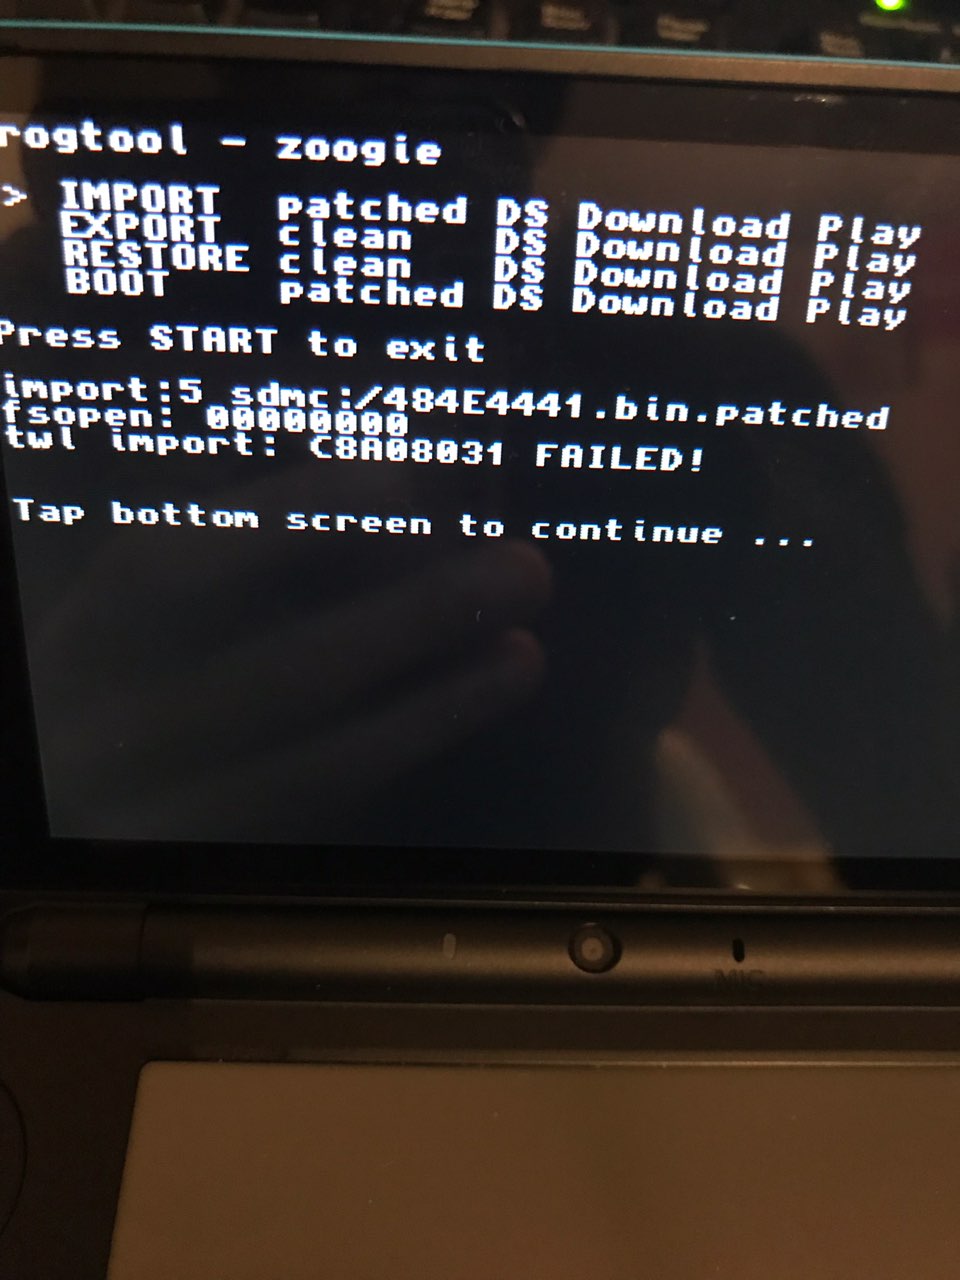 rogtool - zoogie
> IMPORT patched DS Download Play
EXPORT clean DS Download Play
RESTORE clean DS Download Play
BOOT patched DS Download Play
Press START to exit
import:5 sdmc:/484E4441.bin.patched
fsopen: 00000000
twl import: C8A08031 FAILED!
Tap bottom screen to continue ...
MIC